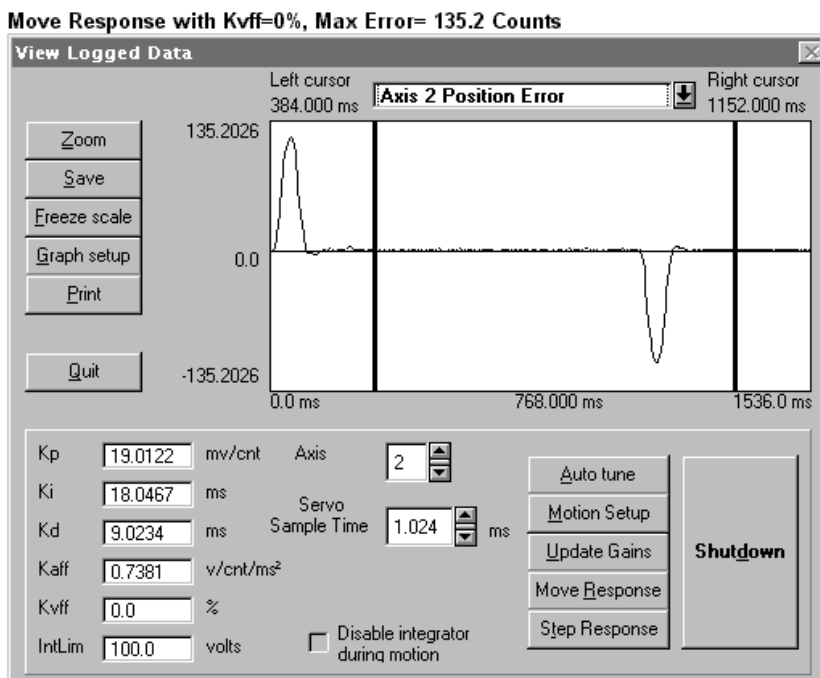 Move Response with Kvff=0%, Max Error= 135.2 Counts
View Logged Data
Left cursor
384.000 ms
Axis 2 Position Error
Right cursor
1152.000 ms
Zoom
Save
Freeze scale
Graph setup
Print
Quit
135.2026
0.0
-135.2026
0.0 ms
768.000 ms
1536.0 ms
Kp 19.0122 mv/cnt
Ki 18.0467 ms
Kd 9.0234 ms
Kaff 0.7381 v/cnt/ms²
Kvff 0.0 %
IntLim 100.0 volts
Axis 2
Servo
Sample Time 1.024 ms
Disable integrator
during motion
Auto tune
Motion Setup
Update Gains
Move Response
Step Response
Shutdown